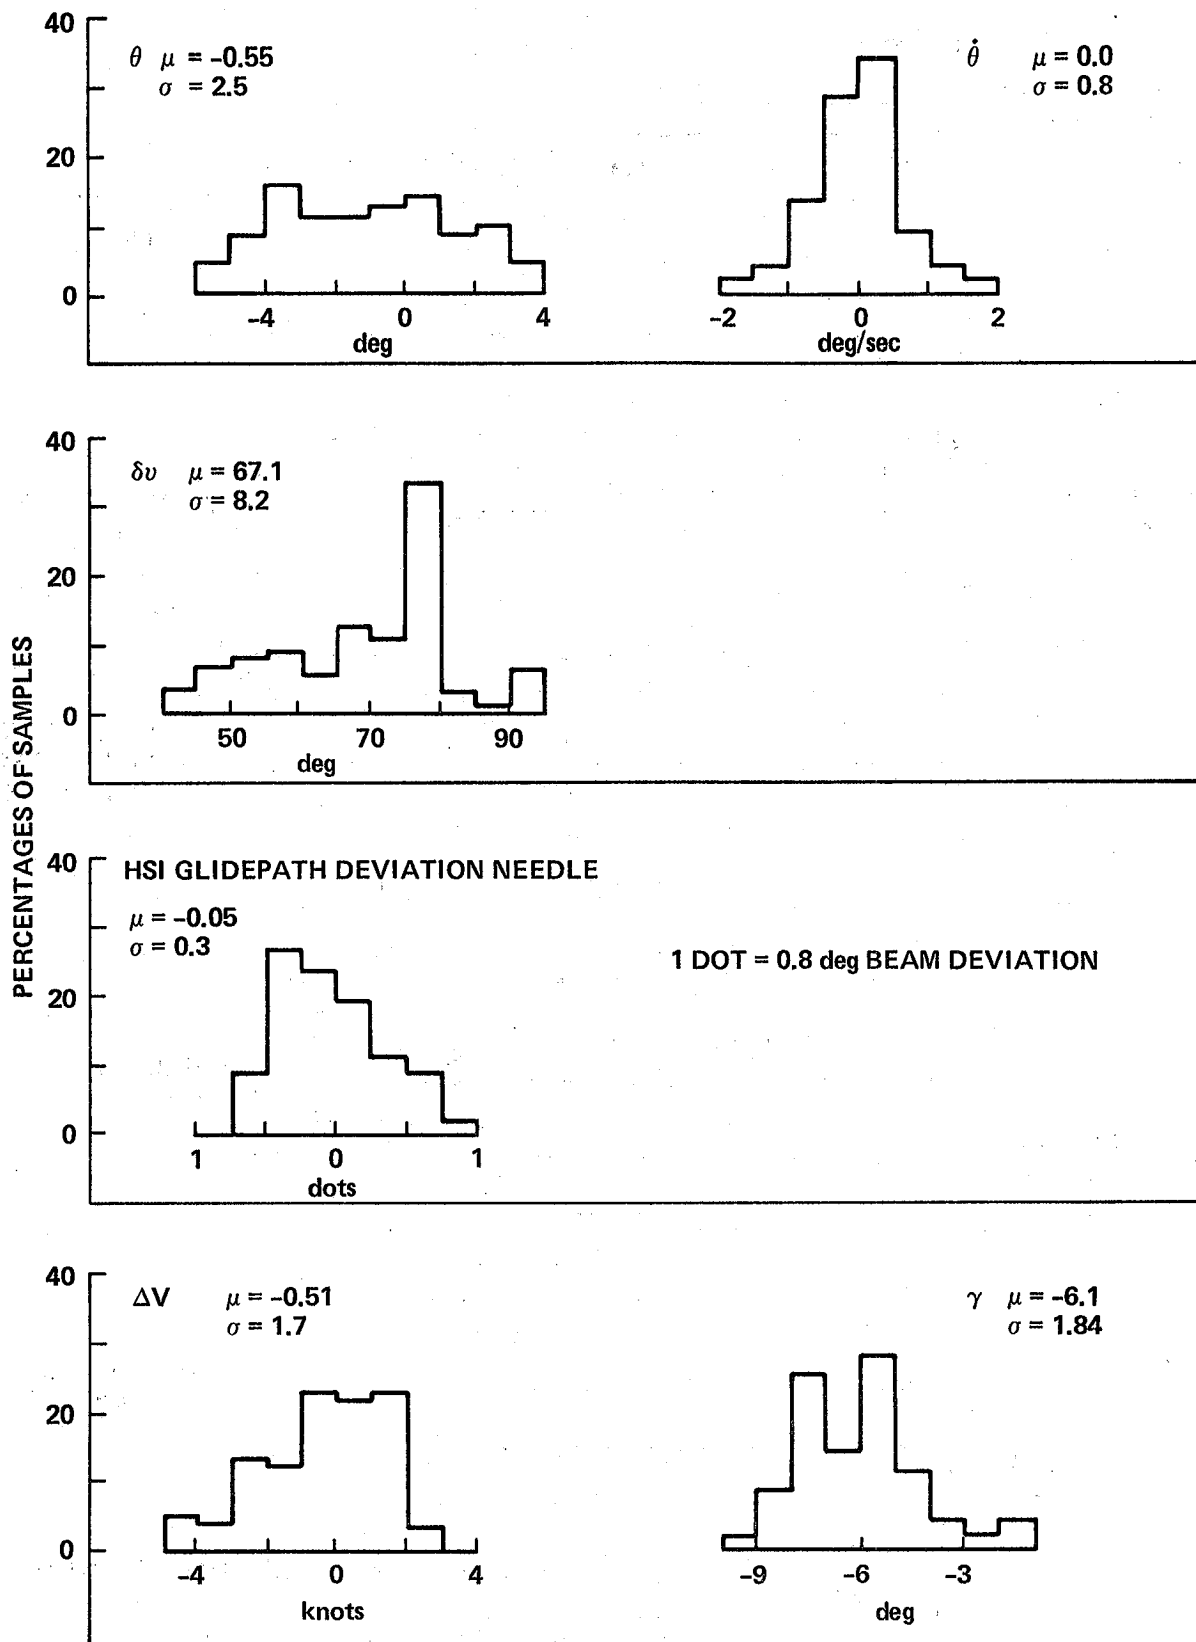 PERCENTAGES OF SAMPLES
40
20
0
θ μ = -0.55
σ = 2.5
-4 0 4
deg
θ̇ μ = 0.0
σ = 0.8
-2 0 2
deg/sec
40
20
0
δν μ = 67.1
σ = 8.2
50 70 90
deg
40
20
0
HSI GLIDEPATH DEVIATION NEEDLE
μ = -0.05
σ = 0.3
1 DOT = 0.8 deg BEAM DEVIATION
1 0 1
dots
40
20
0
ΔV μ = -0.51
σ = 1.7
-4 0 4
knots
γ μ = -6.1
σ = 1.84
-9 -6 -3
deg